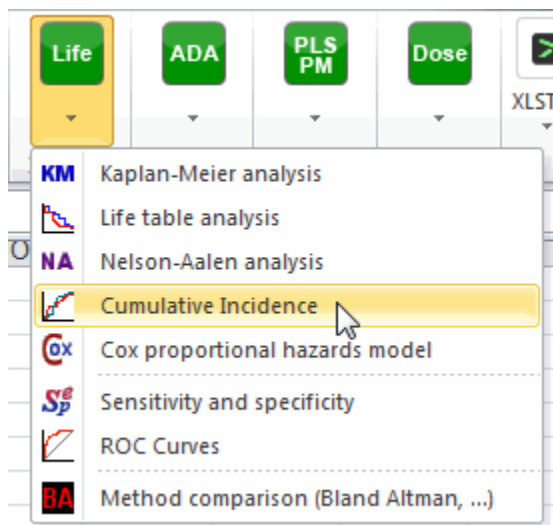 Life
ADA
PLS
PM
Dose
XLST
KM Kaplan-Meier analysis
Life table analysis
NA Nelson-Aalen analysis
Cumulative Incidence
Cox Cox proportional hazards model
Sep Sensitivity and specificity
ROC Curves
BA Method comparison (Bland Altman, ...)